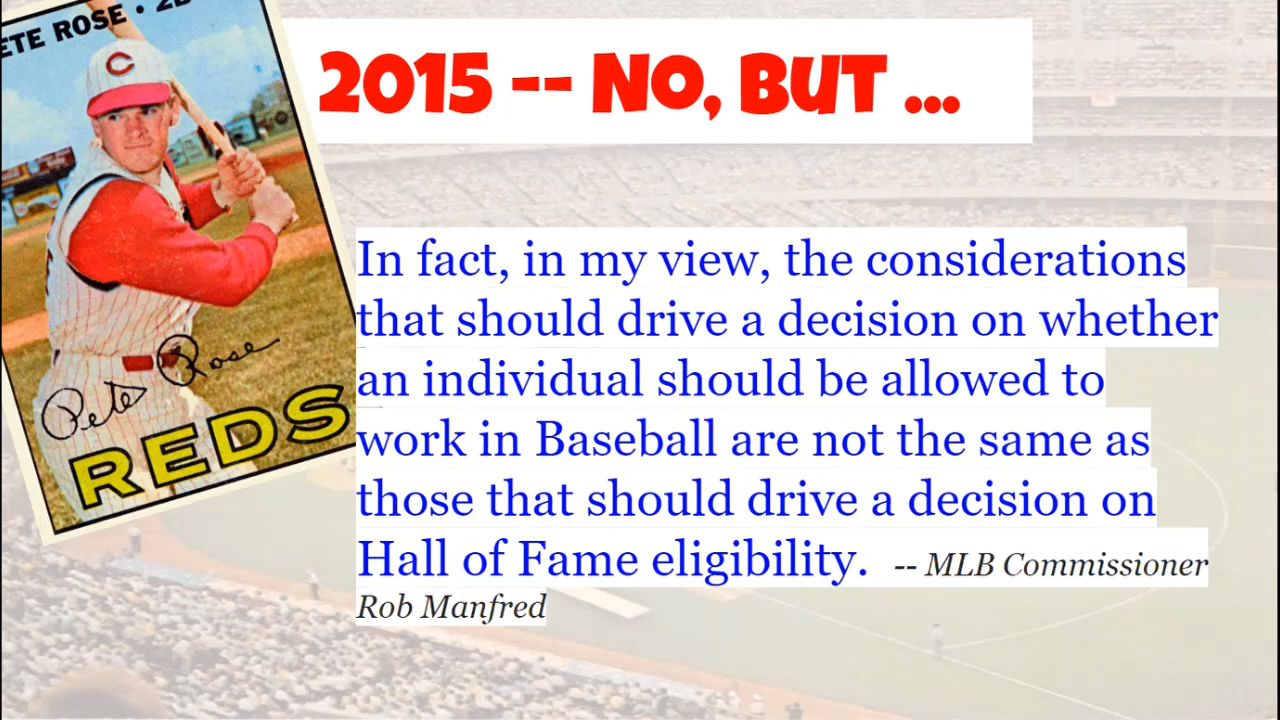 ETE ROSE • 2B
2015 -- NO, BUT ...
In fact, in my view, the considerations
that should drive a decision on whether
an individual should be allowed to
work in Baseball are not the same as
those that should drive a decision on
Hall of Fame eligibility. -- MLB Commissioner
Rob Manfred
Pete Rose
REDS